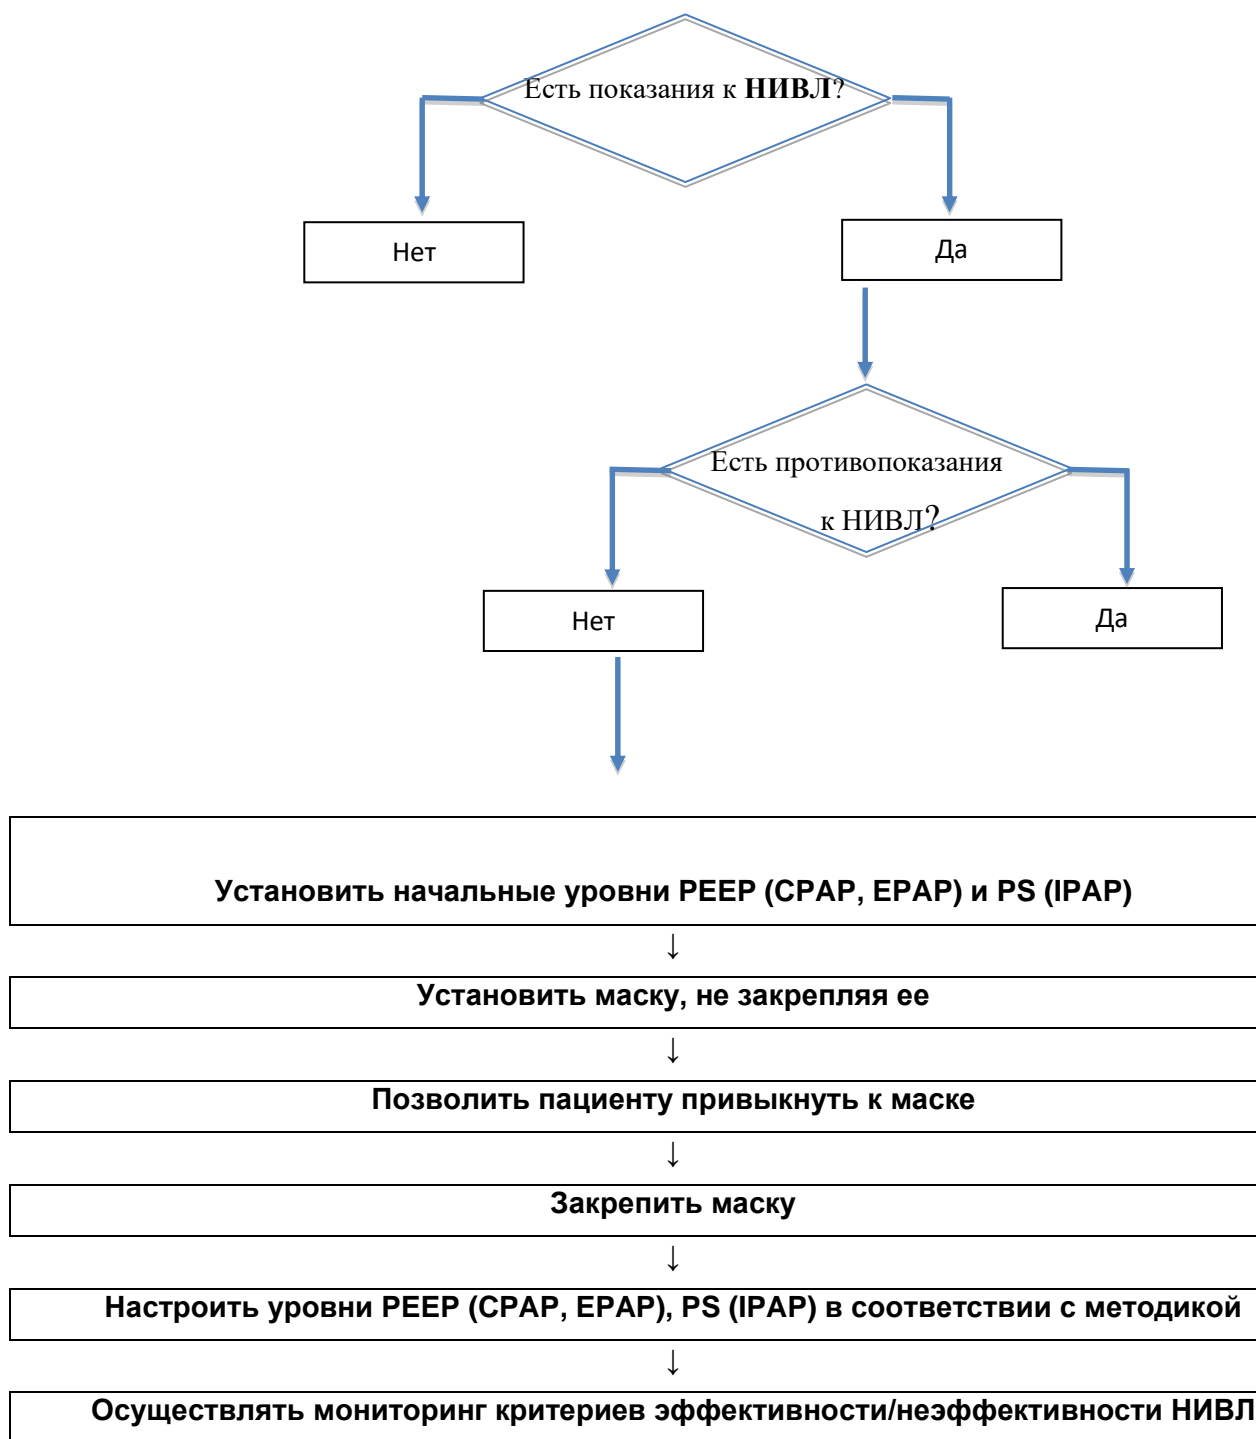 Есть показания к НИВЛ?
Нет
Да
Есть противопоказания
к НИВЛ?
Нет
Да
Установить начальные уровни PEEP (CPAP, EPAP) и PS (IPAP)
↓
Установить маску, не закрепляя ее
↓
Позволить пациенту привыкнуть к маске
↓
Закрепить маску
↓
Настроить уровни PEEP (CPAP, EPAP), PS (IPAP) в соответствии с методикой
↓
Осуществлять мониторинг критериев эффективности/неэффективности НИВЛ